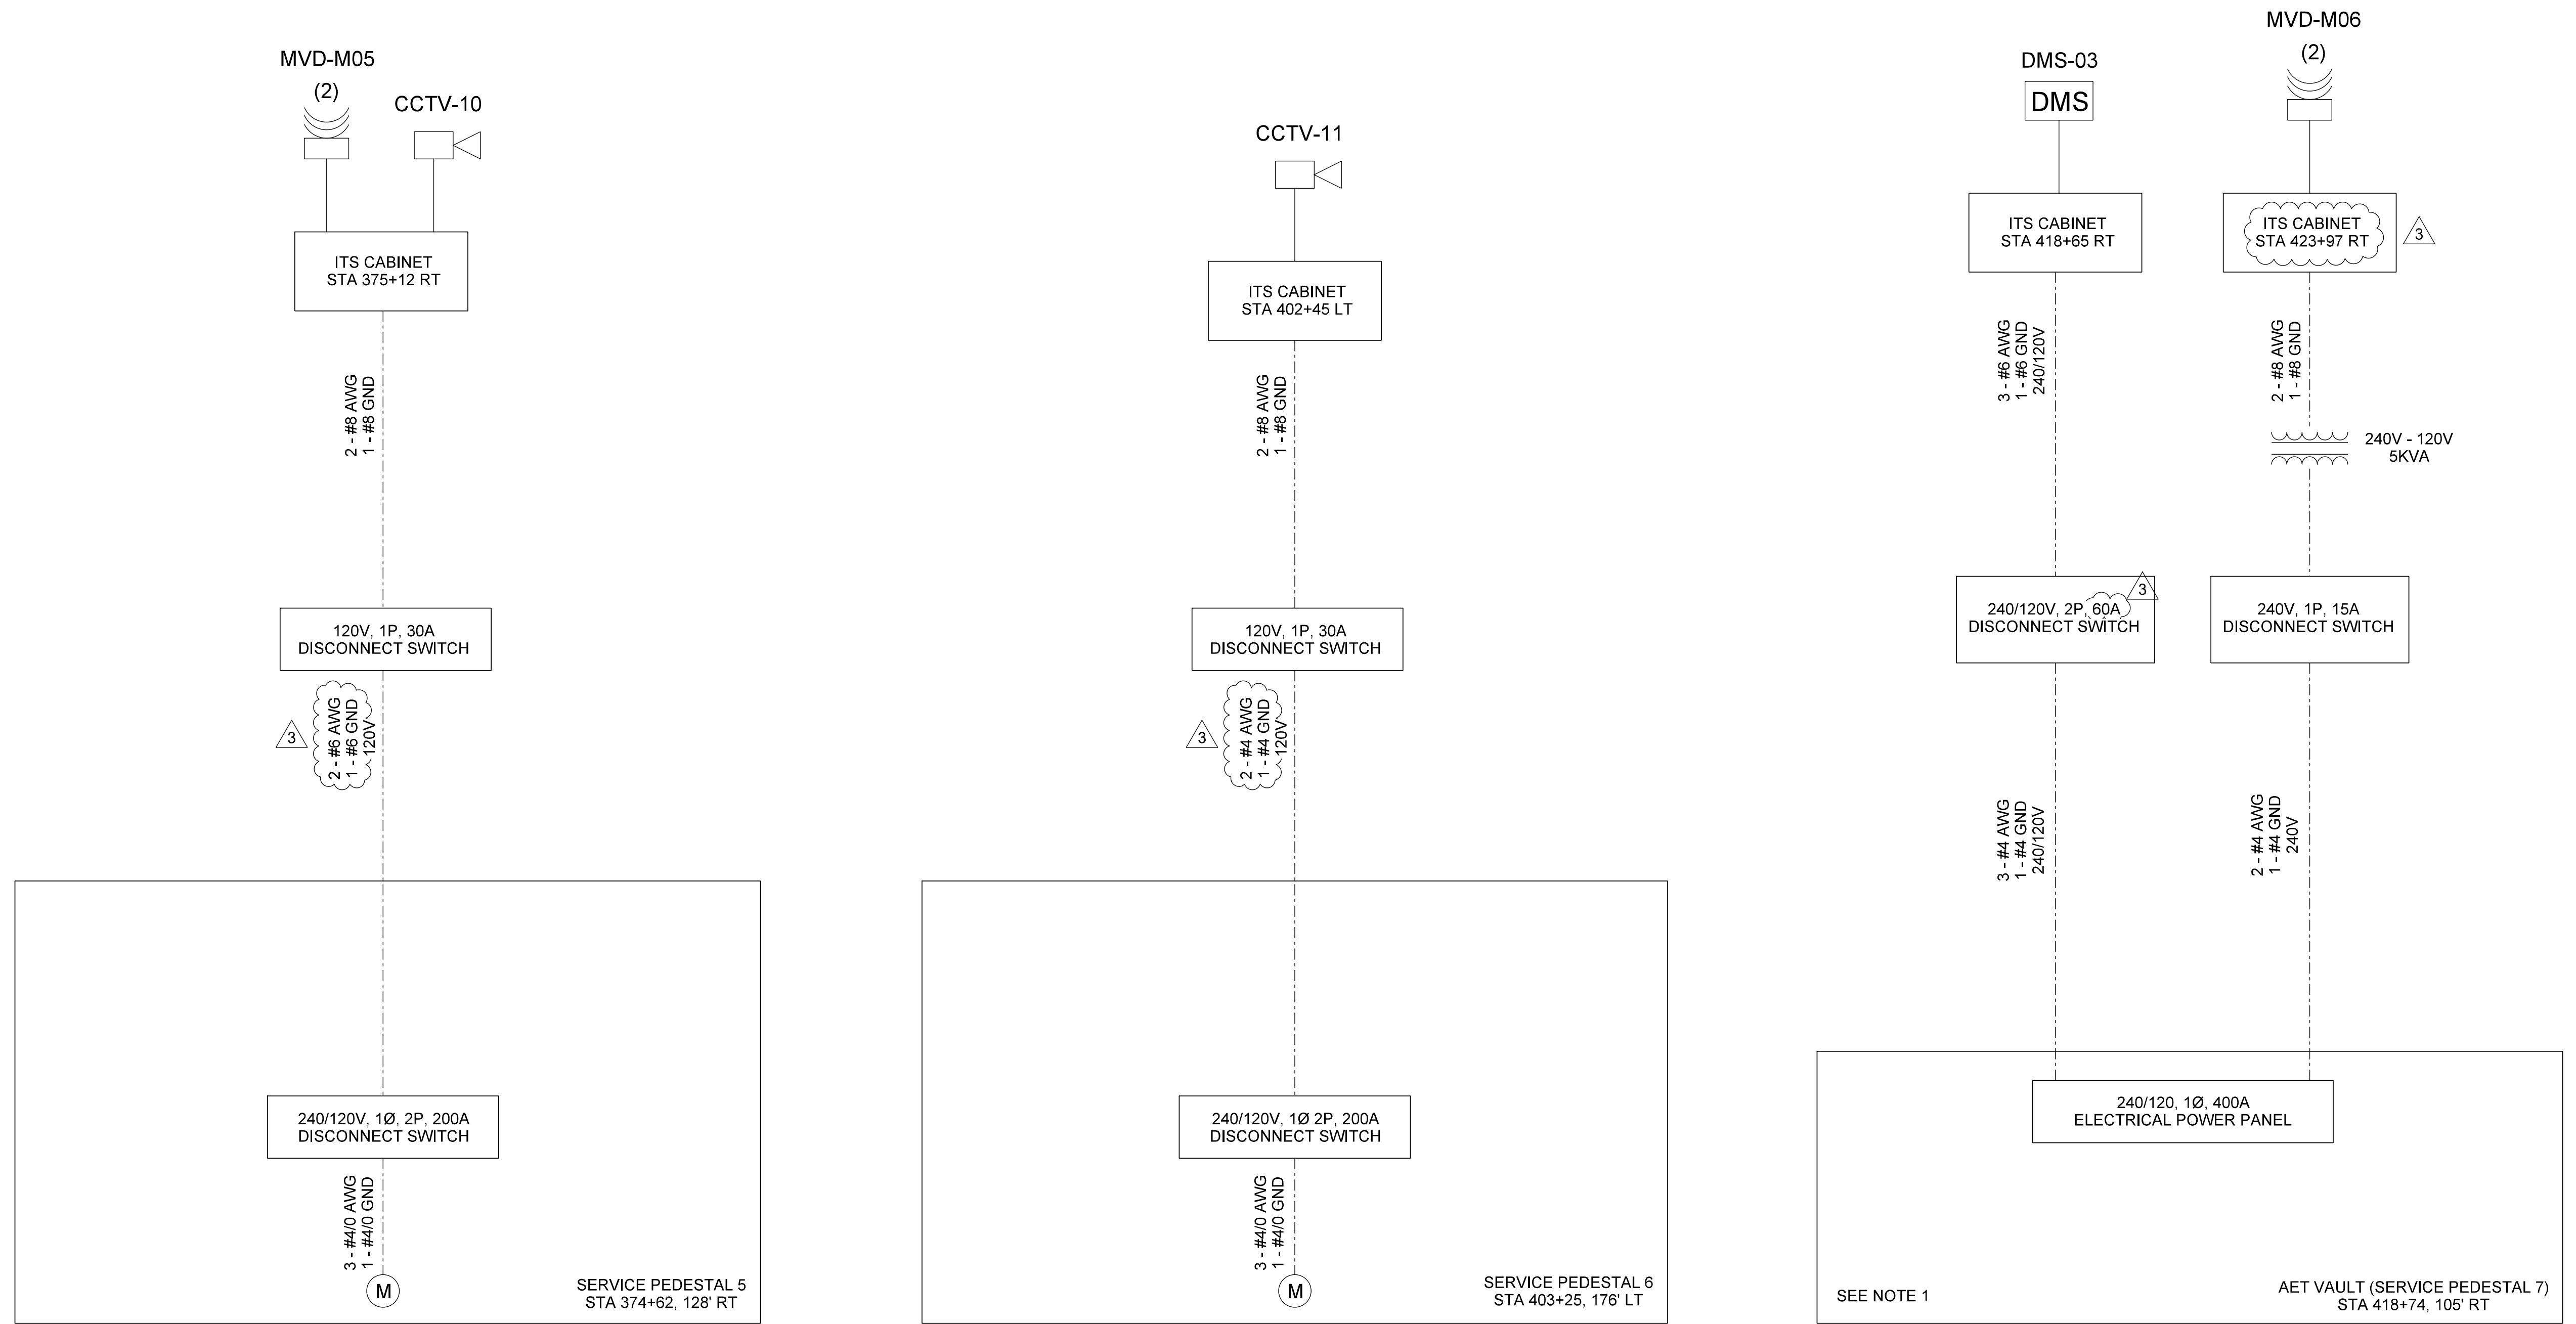 MVD-M05
(2)
CCTV-10
ITS CABINET
STA 375+12 RT
2 - #8 AWG
1 - #8 GND
120V, 1P, 30A
DISCONNECT SWITCH
3
2 - #6 AWG
1 - #6 GND
120V
240/120V, 1Ø, 2P, 200A
DISCONNECT SWITCH
3 - #4/0 AWG
1 - #4/0 GND
M
SERVICE PEDESTAL 5
STA 374+62, 128' RT
CCTV-11
ITS CABINET
STA 402+45 LT
2 - #8 AWG
1 - #8 GND
120V, 1P, 30A
DISCONNECT SWITCH
3
2 - #4 AWG
1 - #4 GND
120V
240/120V, 1Ø 2P, 200A
DISCONNECT SWITCH
3 - #4/0 AWG
1 - #4/0 GND
M
SERVICE PEDESTAL 6
STA 403+25, 176' LT
DMS-03
DMS
ITS CABINET
STA 418+65 RT
3 - #6 AWG
1 - #6 GND
240/120V
240/120V, 2P, 60A
DISCONNECT SWITCH
3
3 - #4 AWG
1 - #4 GND
240/120V
MVD-M06
(2)
ITS CABINET
STA 423+97 RT
3
2 - #8 AWG
1 - #8 GND
240V - 120V
5KVA
240V, 1P, 15A
DISCONNECT SWITCH
2 - #4 AWG
1 - #4 GND
240V
240/120, 1Ø, 400A
ELECTRICAL POWER PANEL
SEE NOTE 1
AET VAULT (SERVICE PEDESTAL 7)
STA 418+74, 105' RT